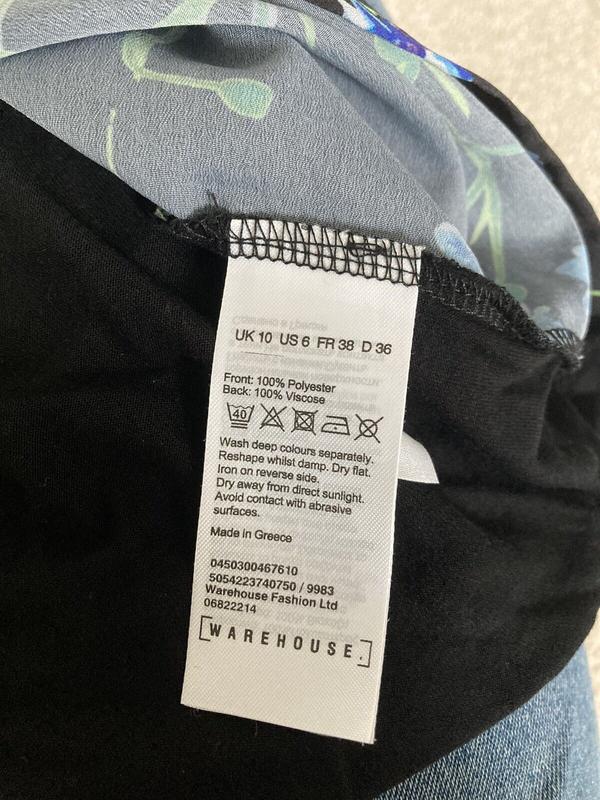 UK 10 US 6 FR 38 D 36
Front: 100% Polyester
Back: 100% Viscose
40
Wash deep colours separately.
Reshape whilst damp. Dry flat.
Iron on reverse side.
Dry away from direct sunlight.
Avoid contact with abrasive
surfaces.
Made in Greece
0450300467610
5054223740750 / 9983
Warehouse Fashion Ltd
06822214
[WAREHOUSE.]